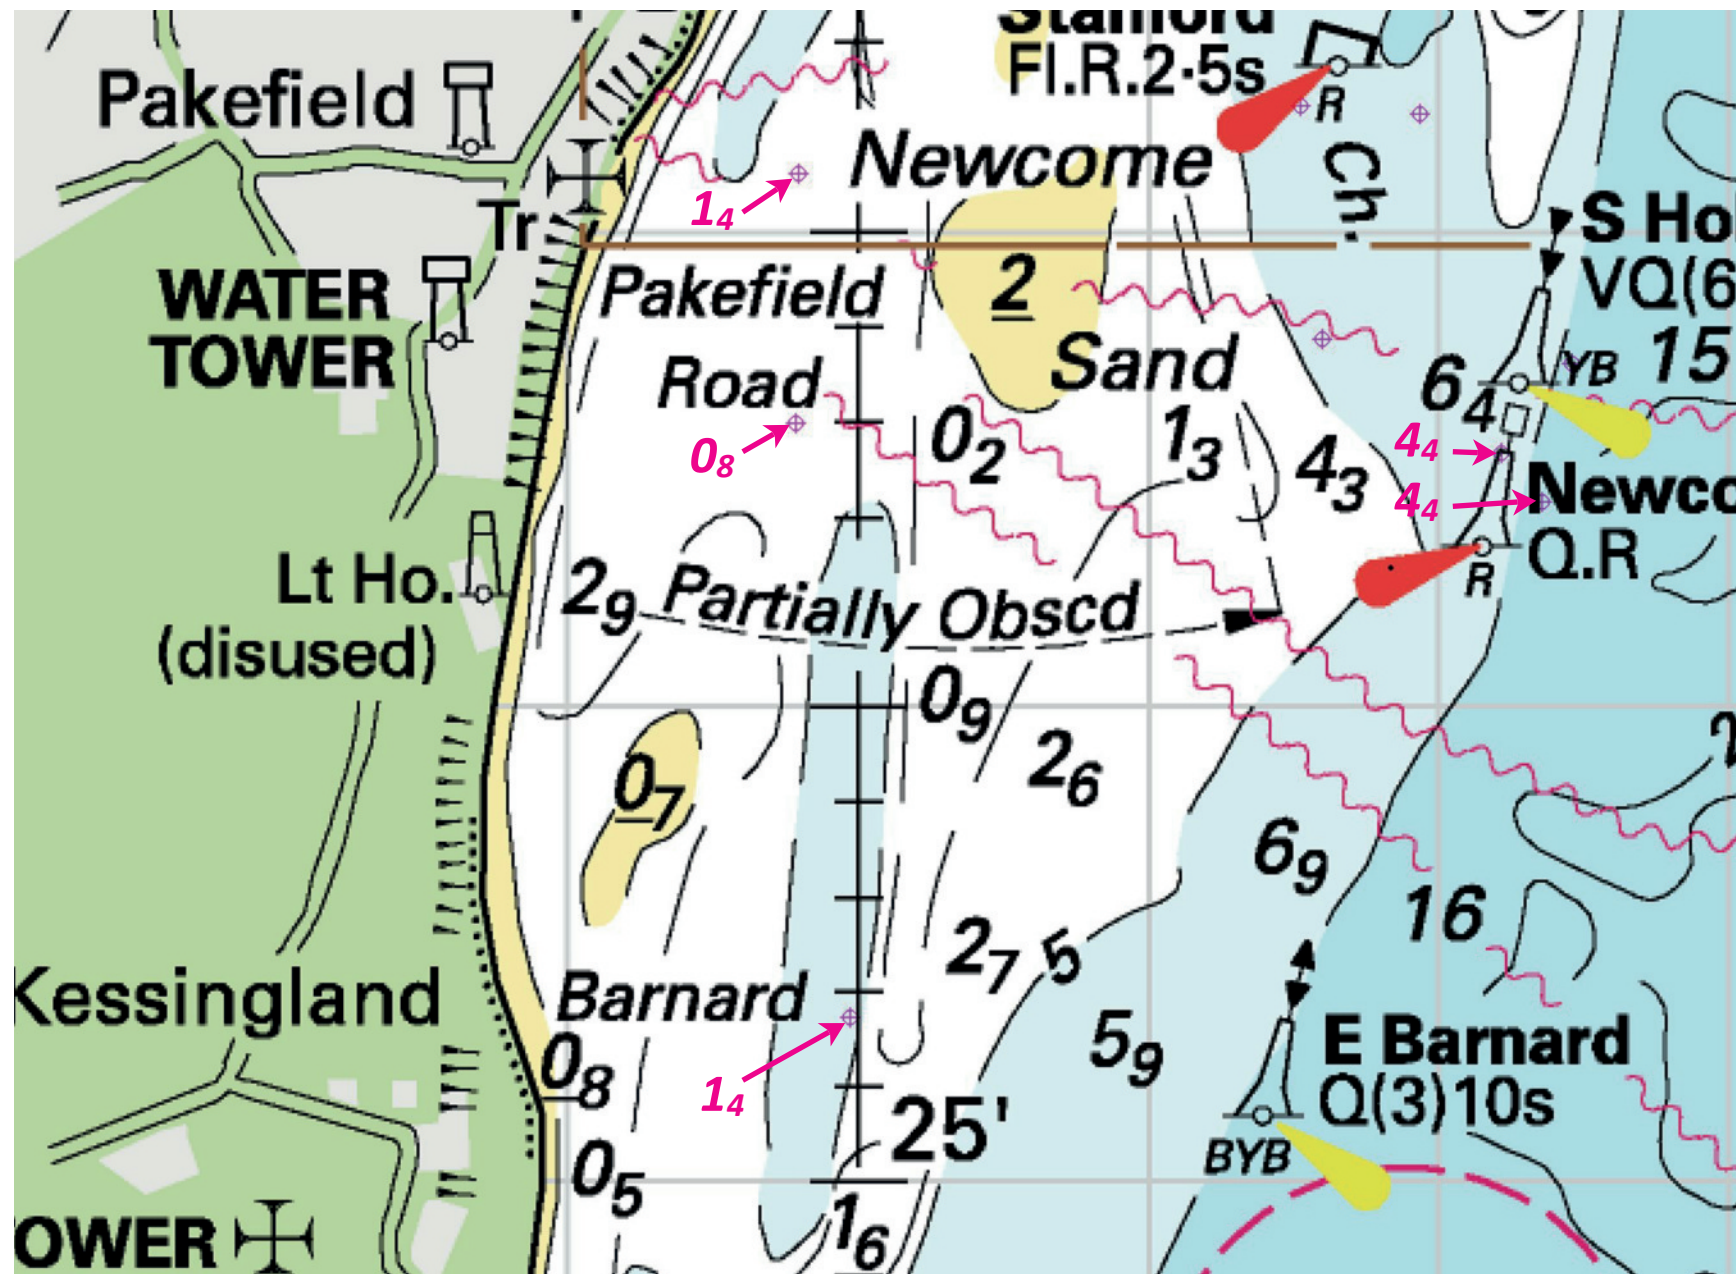 Stanford
Fl.R.2·5s
R
Pakefield
Newcome
Ch.
1₄
Tr
S Ho
VQ(6
WATER
TOWER
Pakefield
2
Road
Sand
6₄
YB
15
0₈
0₂
1₃
4₃
4₄
4₄
Newco
Q.R
R
Lt Ho.
(disused)
2₉
Partially Obscd
0₉
2₆
0₇
6₉
16
2₇
5
Kessingland
Barnard
0₈
5₉
E Barnard
Q(3)10s
1₄
25'
BYB
0₅
OWER
1₆